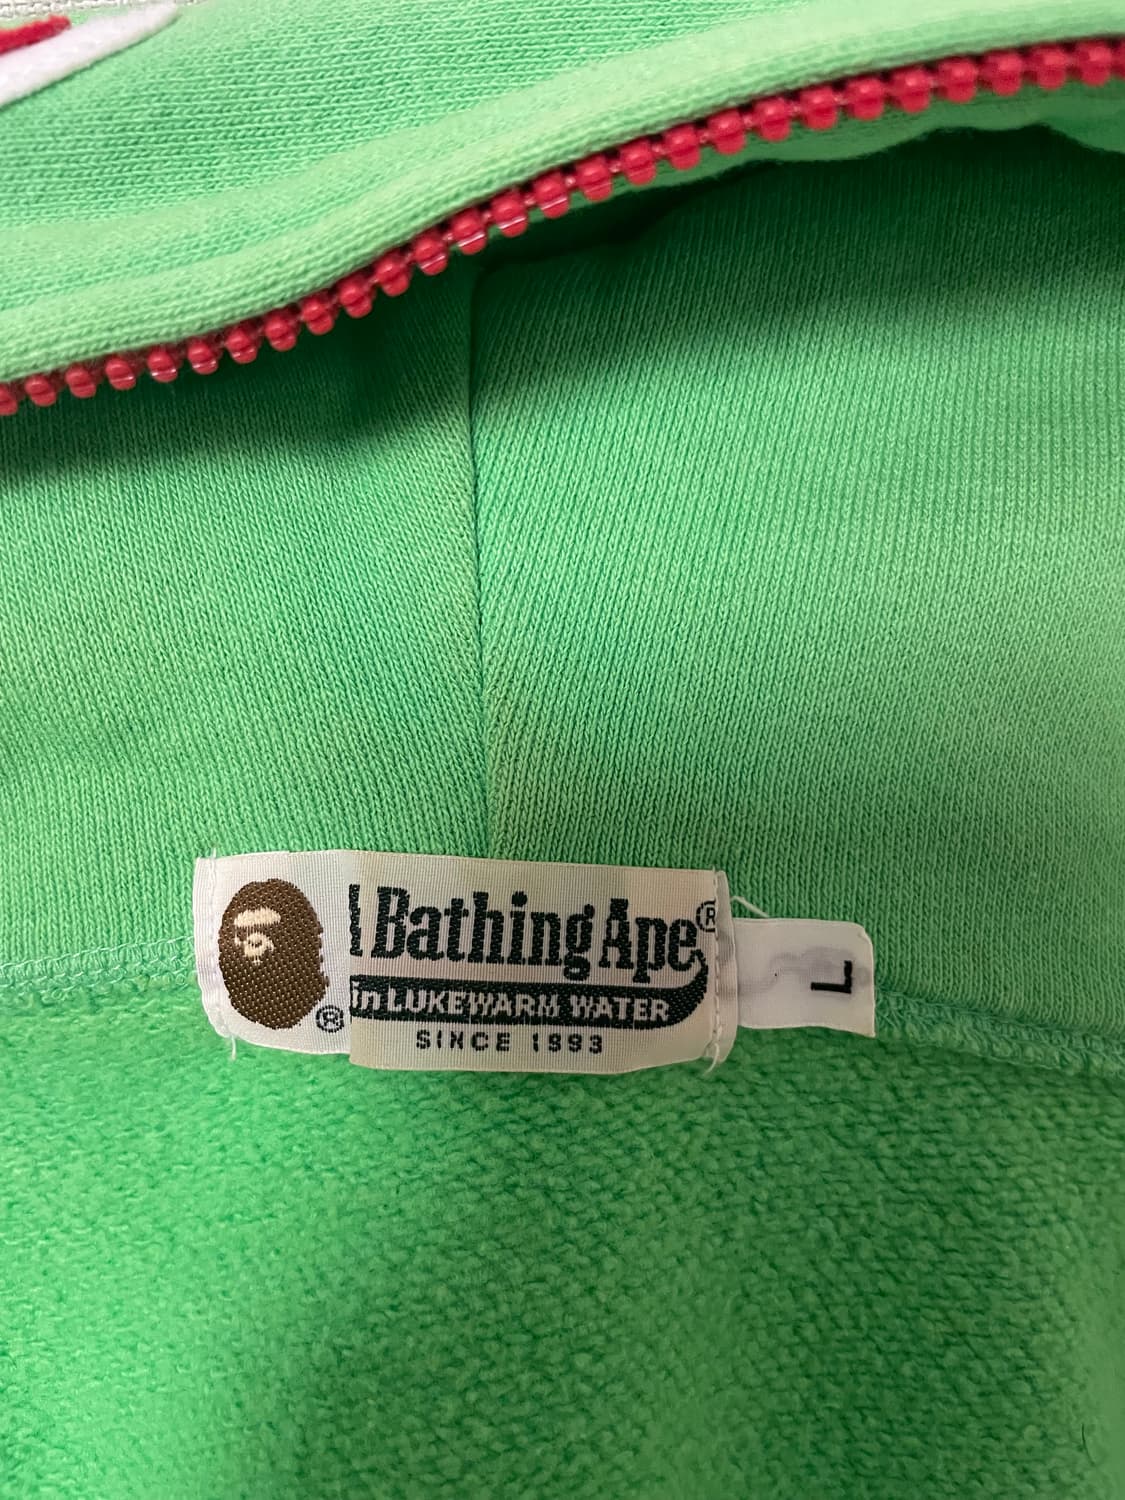 Bathing Ape®
in LUKEWARM WATER
SINCE 1993
®
L